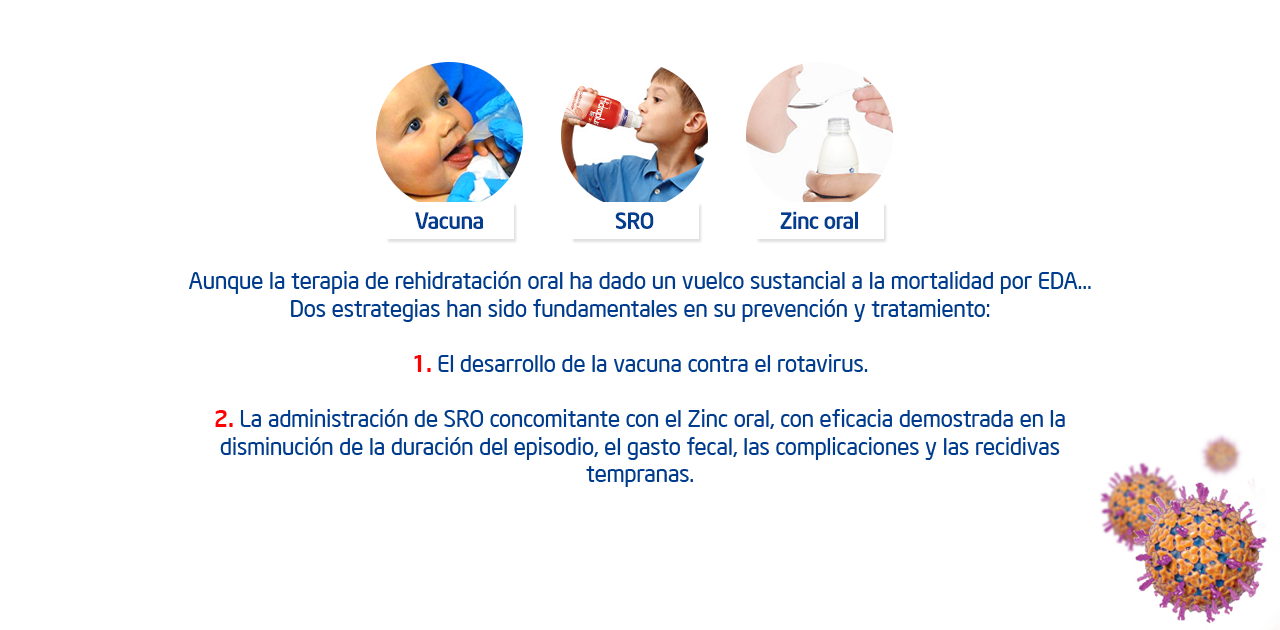 Vacuna
SRO
Zinc oral
Aunque la terapia de rehidratación oral ha dado un vuelco sustancial a la mortalidad por EDA...
Dos estrategias han sido fundamentales en su prevención y tratamiento:
1. El desarrollo de la vacuna contra el rotavirus.
2. La administración de SRO concomitante con el Zinc oral, con eficacia demostrada en la
disminución de la duración del episodio, el gasto fecal, las complicaciones y las recidivas
tempranas.